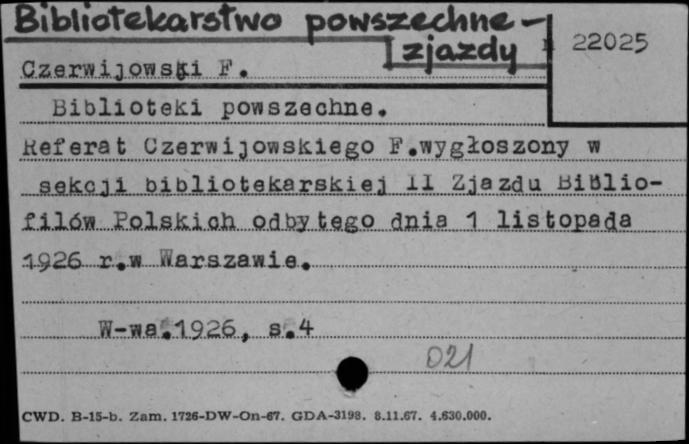 Bibliotekarstwo powszechne -
zjazdy
22025
Czerwijowski F.
Biblioteki powszechne.
Referat Czerwijowskiego F.wygłoszony w
sekcji bibliotekarskiej II Zjazdu Biblio-
filów Polskich odbytego dnia 1 listopada
1926 r.w Warszawie.
W-wa.1926, s.4
021
CWD. B-15-b. Zam. 1726-DW-On-67. GDA-3198. 8.11.67. 4.630.000.